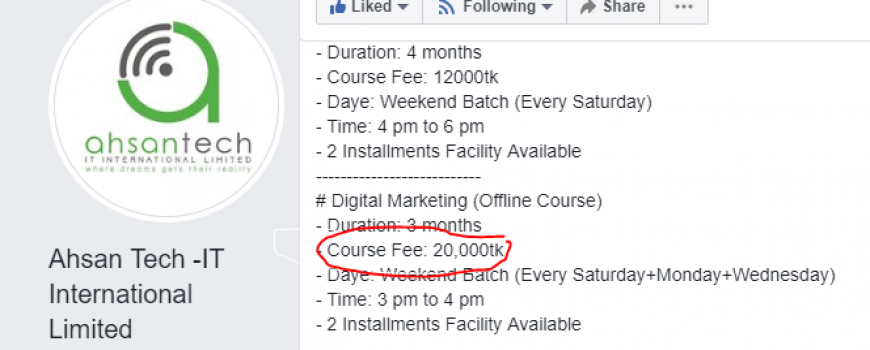 Liked
Following
Share
ahsantech
IT INTERNATIONAL LIMITED
where dreams gets their reality
Ahsan Tech -IT
International
Limited
- Duration: 4 months
- Course Fee: 12000tk
- Daye: Weekend Batch (Every Saturday)
- Time: 4 pm to 6 pm
- 2 Installments Facility Available
---------------------------
# Digital Marketing (Offline Course)
- Duration: 3 months
- Course Fee: 20,000tk
- Daye: Weekend Batch (Every Saturday+Monday+Wednesday)
- Time: 3 pm to 4 pm
- 2 Installments Facility Available